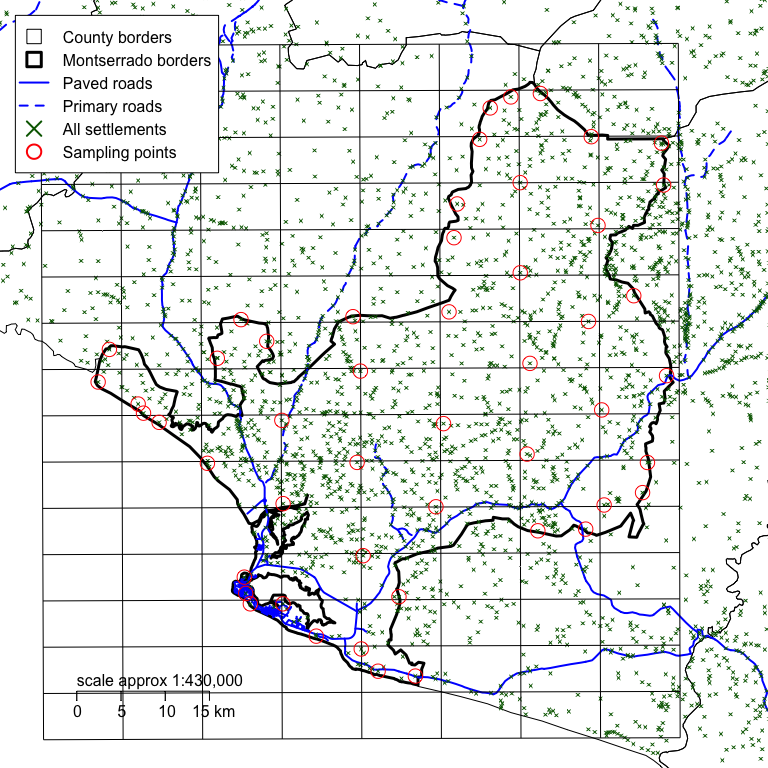 County borders
Montserrado borders
Paved roads
Primary roads
All settlements
Sampling points
scale approx 1:430,000
0 5 10 15 km